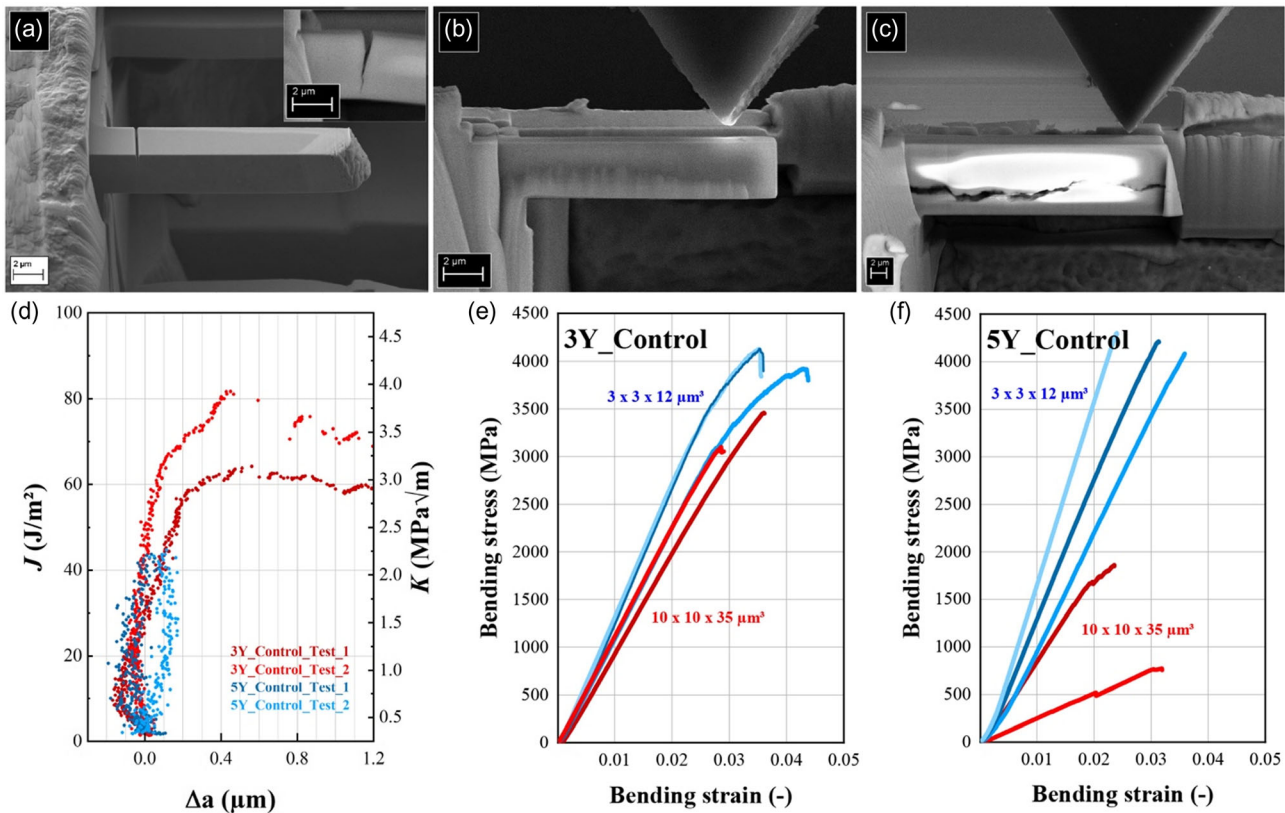 (a)
2 µm
2 µm
(b)
2 µm
(c)
2 µm
(d)
100
80
60
40
20
0
J (J/m²)
4.5
4.0
3.5
3.0
2.5
2.0
1.5
1.0
0.5
K (MPa√m)
3Y_Control_Test_1
3Y_Control_Test_2
5Y_Control_Test_1
5Y_Control_Test_2
0.0 0.4 0.8 1.2
Δa (µm)
(e)
4500
4000
3500
3000
2500
2000
1500
1000
500
0
Bending stress (MPa)
3Y_Control
3 x 3 x 12 µm³
10 x 10 x 35 µm³
0.01 0.02 0.03 0.04 0.05
Bending strain (-)
(f)
4500
4000
3500
3000
2500
2000
1500
1000
500
0
Bending stress (MPa)
5Y_Control
3 x 3 x 12 µm³
10 x 10 x 35 µm³
0.01 0.02 0.03 0.04 0.05
Bending strain (-)